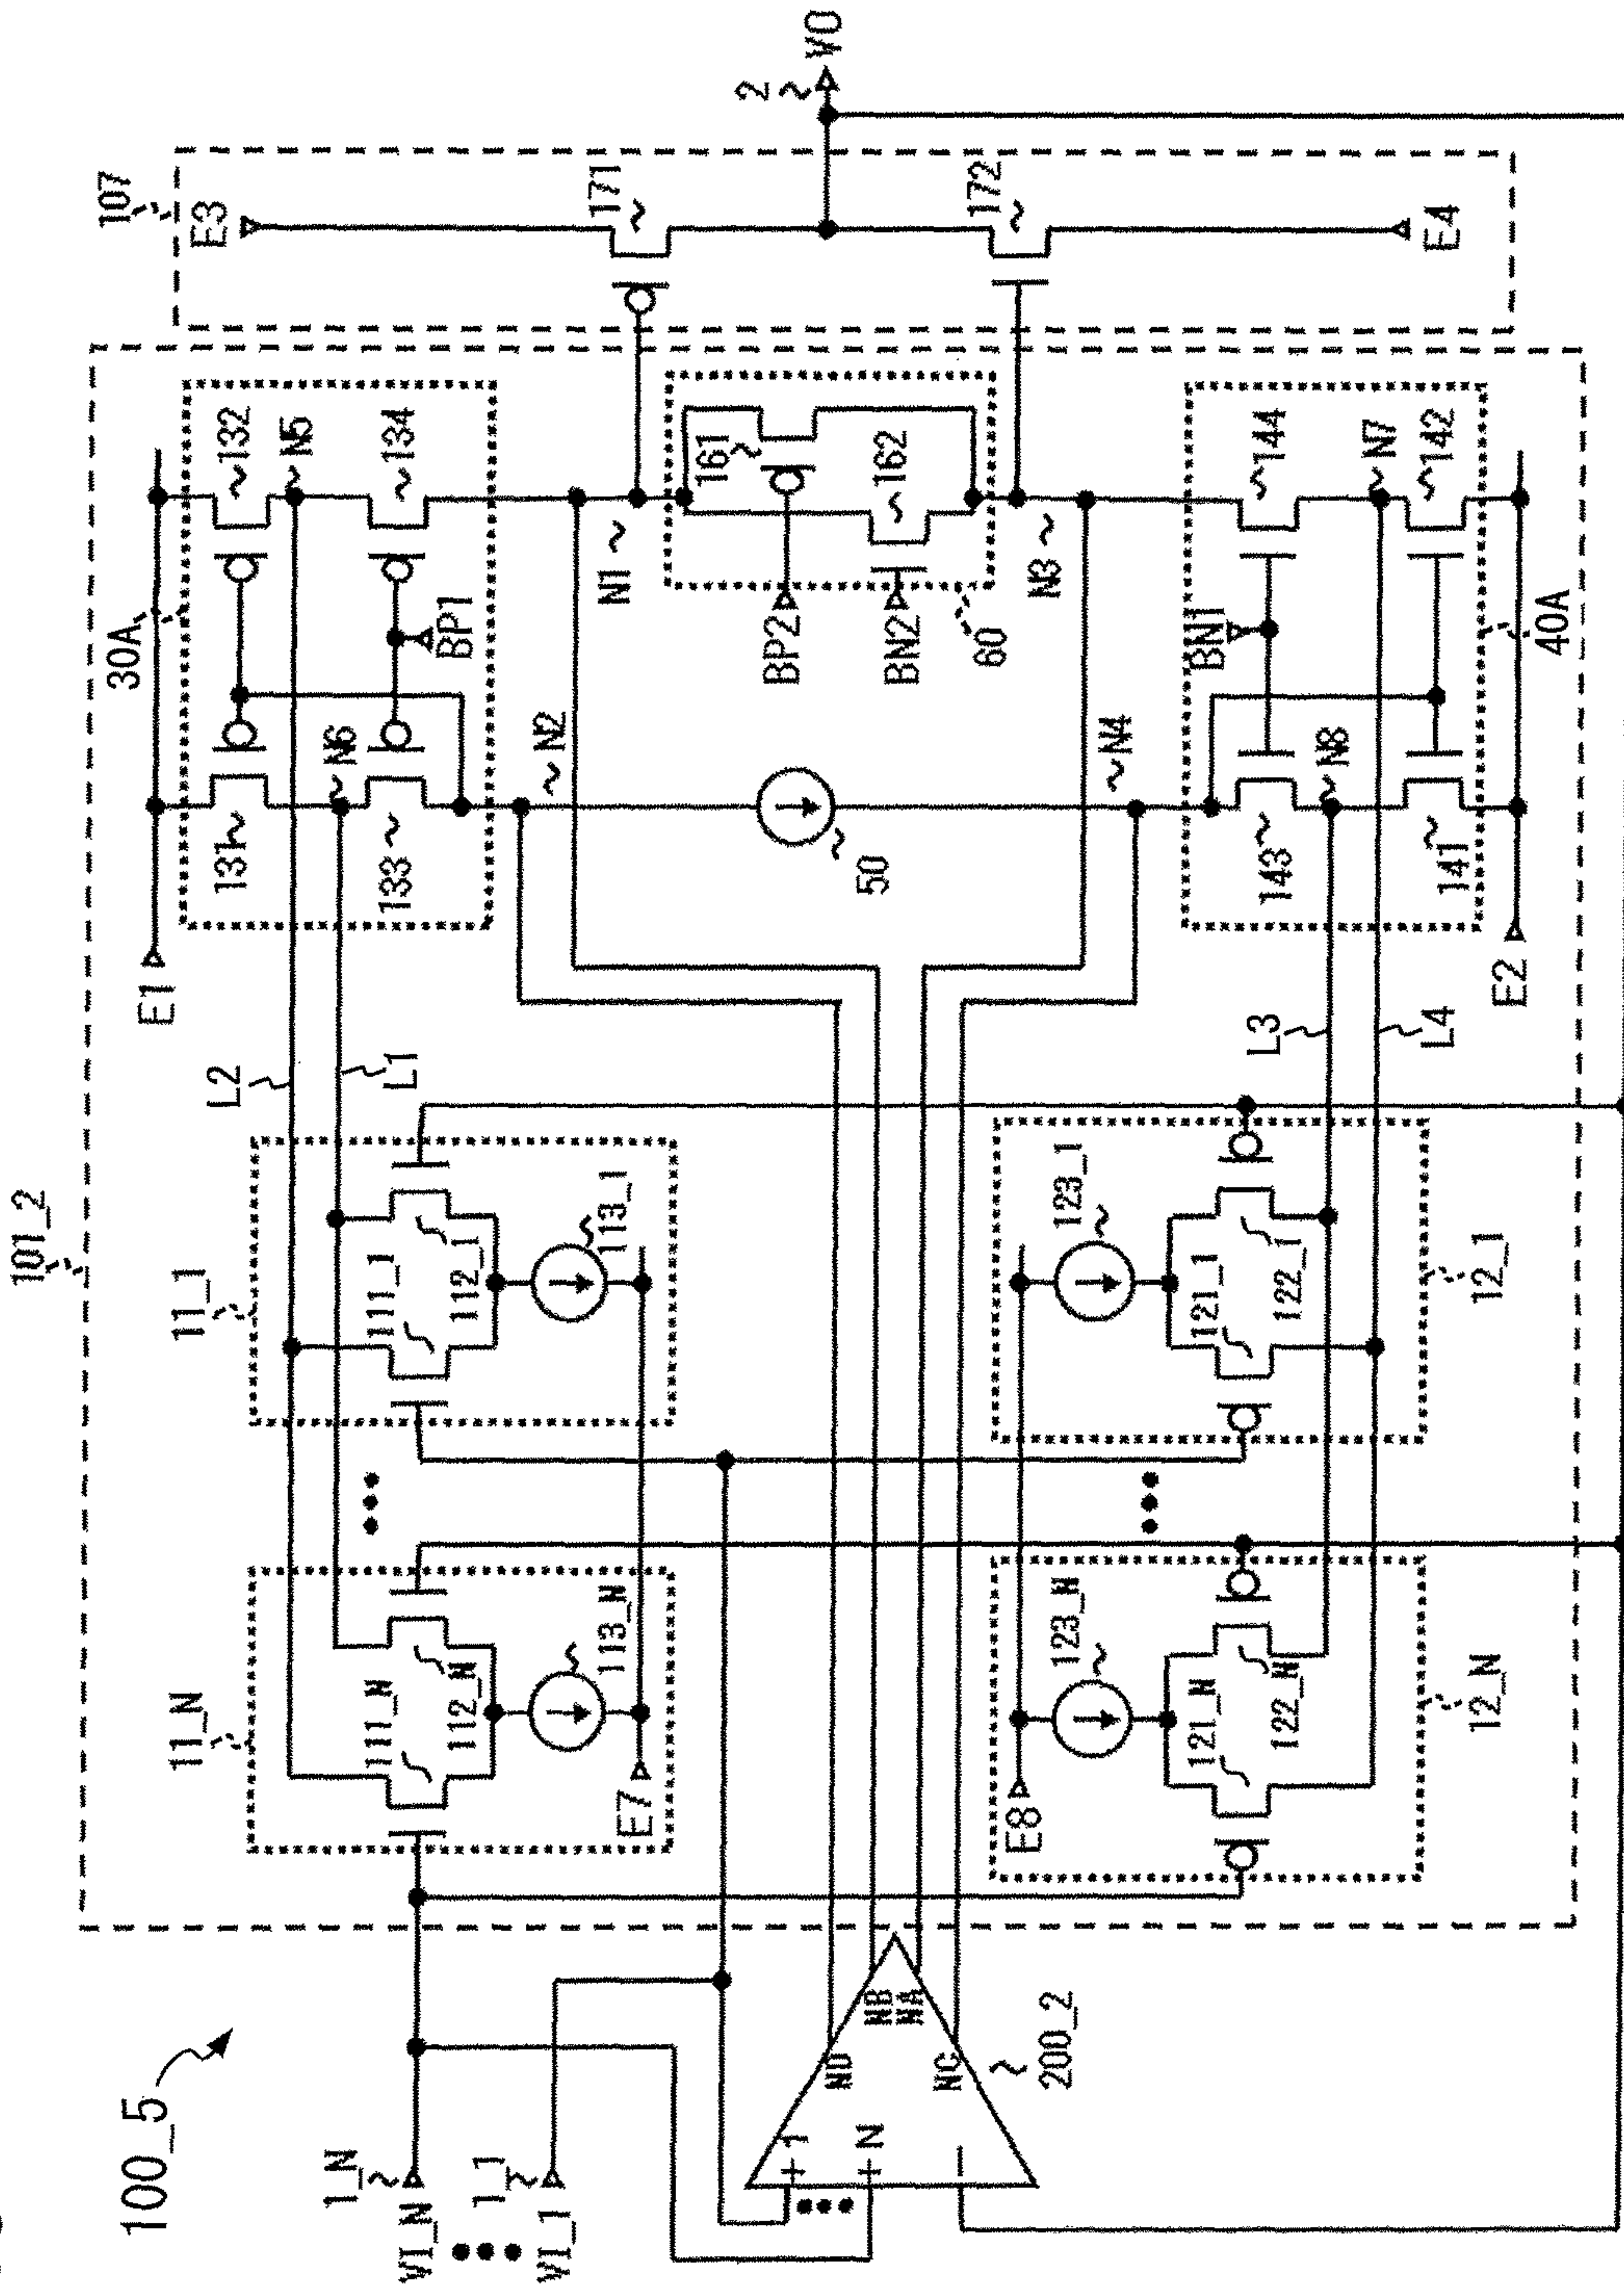 100_5
101_2
107
E3
171
2
VO
172
E4
30A
132
N5
134
131
N6
133
BP1
E1
L2
L1
N1
N2
161
162
BP2
BN2
60
50
N3
N4
BN1
144
N7
142
143
N8
141
40A
E2
L3
L4
11_1
111_1
112_1
113_1
123_1
121_1
122_1
12_1
11_N
111_N
112_N
113_N
E7
E8
123_N
121_N
122_N
12_N
1_N
VI_N
1_1
VI_1
+ 1
+ N
−
ND
NB
NA
NC
200_2